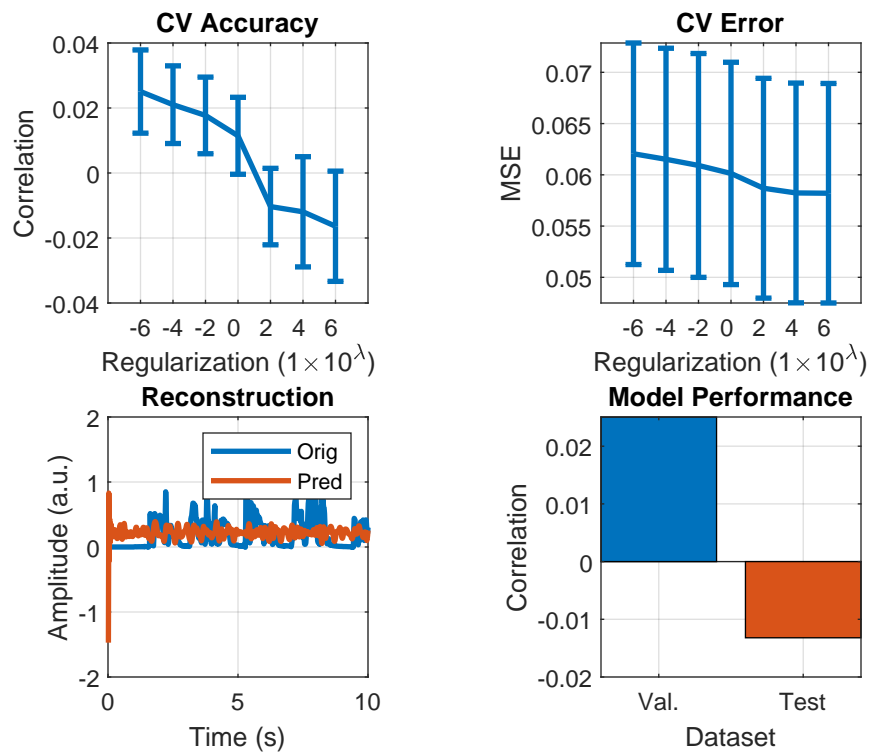 CV Accuracy
0.04
0.02
0
-0.02
-0.04
Correlation
-6 -4 -2 0 2 4 6
Regularization (1×10^λ)
CV Error
0.07
0.065
0.06
0.055
0.05
MSE
-6 -4 -2 0 2 4 6
Regularization (1×10^λ)
Reconstruction
2
1
0
-1
-2
Amplitude (a.u.)
Orig
Pred
0 5 10
Time (s)
Model Performance
0.02
0.01
0
-0.01
-0.02
Correlation
Val. Test
Dataset